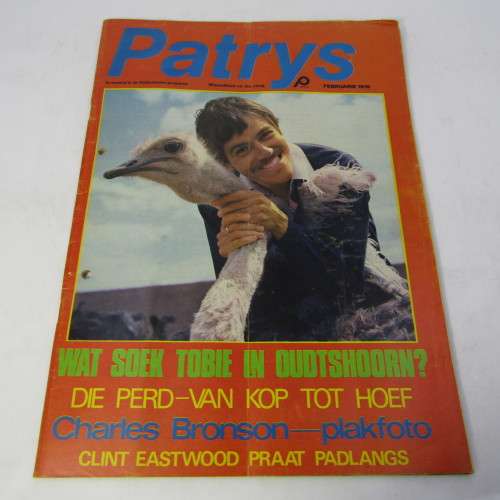 Patrys
FEBRUARIE 1976
WAT SOEK TOBIE IN OUDTSHOORN?
DIE PERD—VAN KOP TOT HOEF
Charles Bronson—plakfoto
CLINT EASTWOOD PRAAT PADLANGS